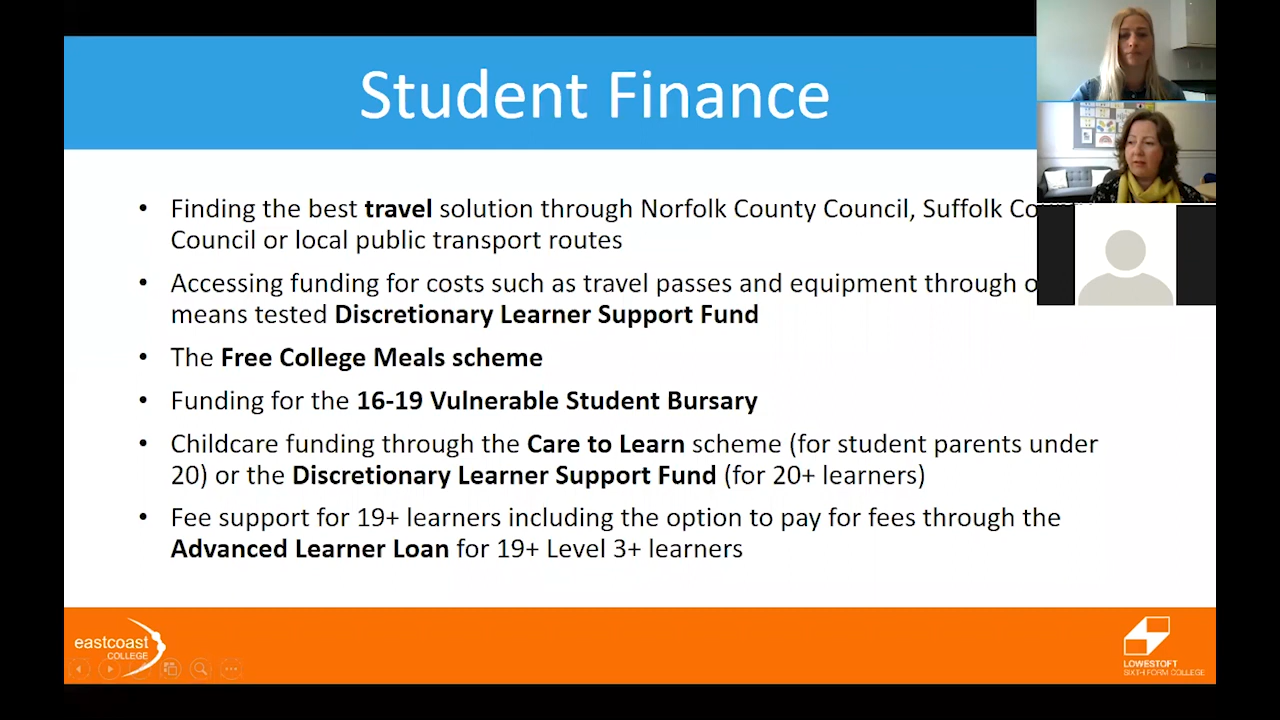 Student Finance
• Finding the best travel solution through Norfolk County Council, Suffolk
Council or local public transport routes
• Accessing funding for costs such as travel passes and equipment through
means tested Discretionary Learner Support Fund
• The Free College Meals scheme
• Funding for the 16-19 Vulnerable Student Bursary
• Childcare funding through the Care to Learn scheme (for student parents under
20) or the Discretionary Learner Support Fund (for 20+ learners)
• Fee support for 19+ learners including the option to pay for fees through the
Advanced Learner Loan for 19+ Level 3+ learners
eastcoast
COLLEGE
LOWESTOFT
SIXTH FORM COLLEGE